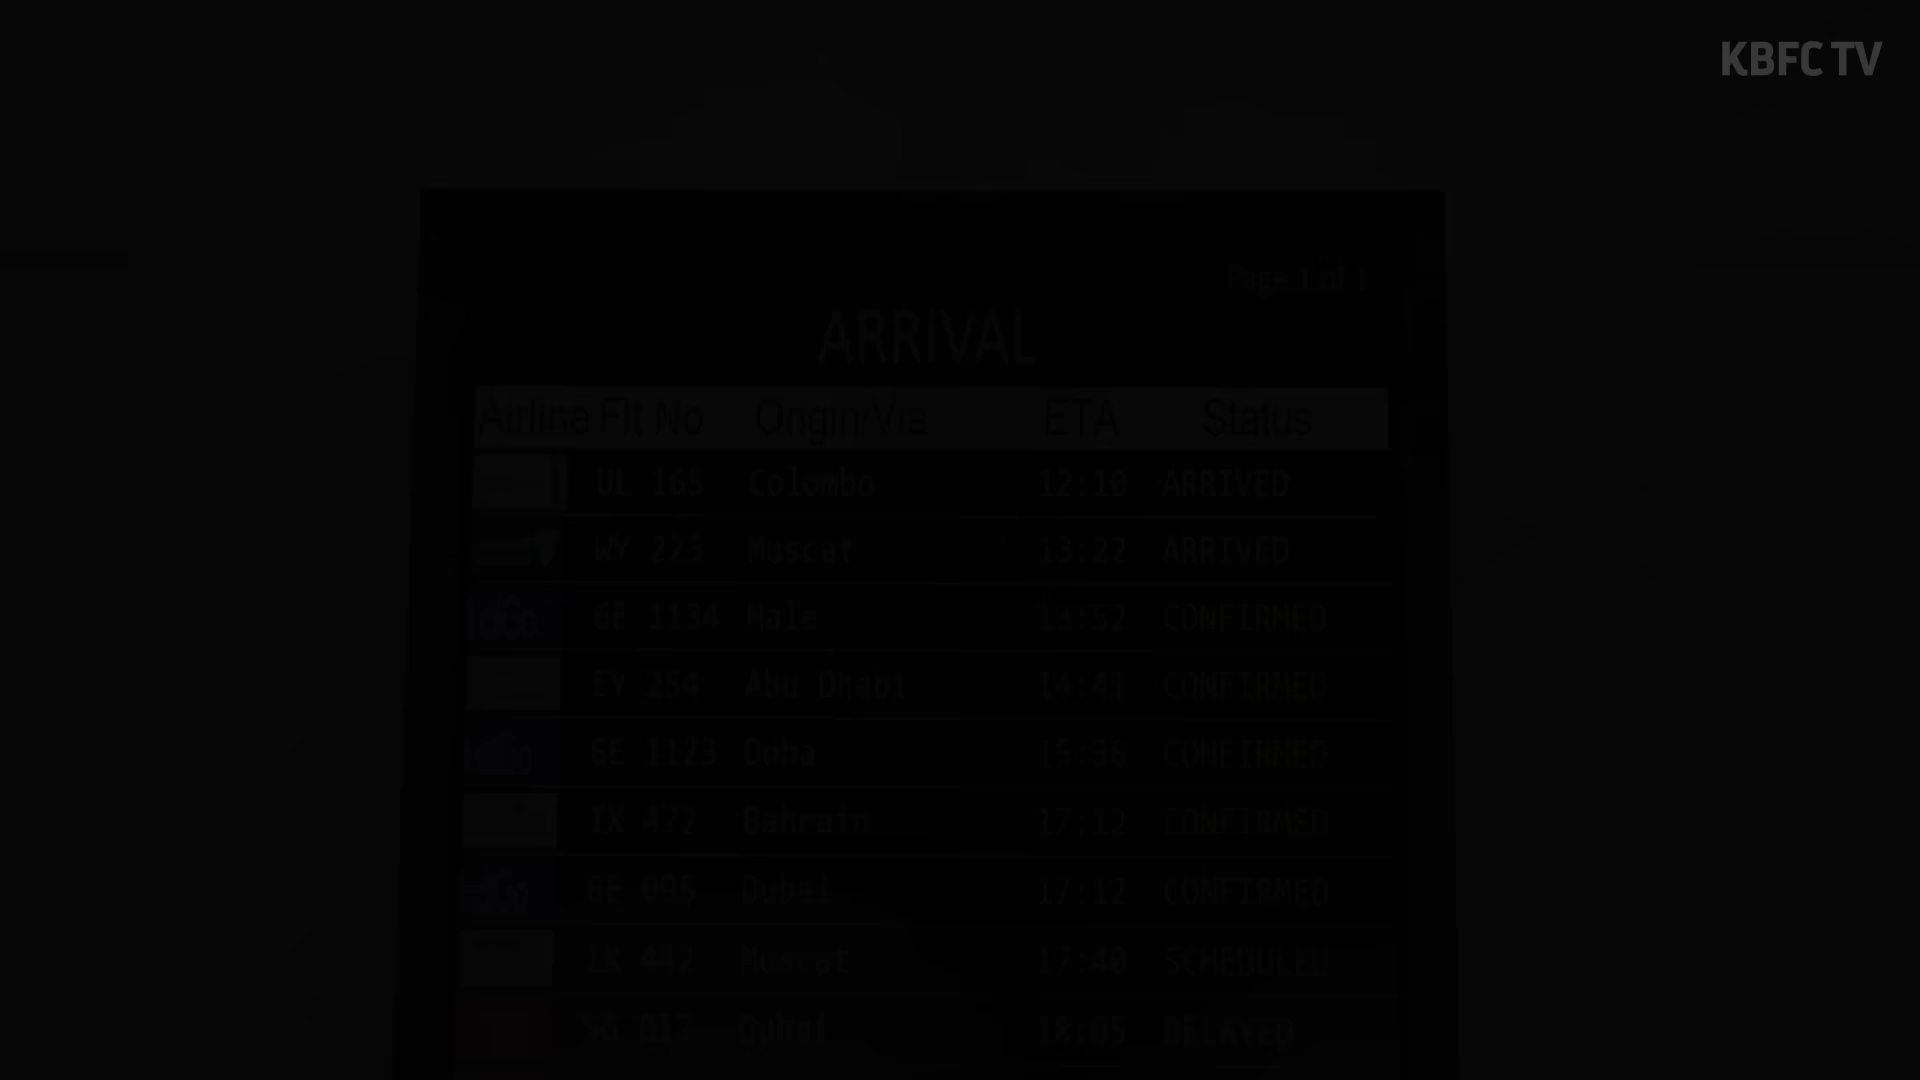 KBFC TV
Page 1 of 1
ARRIVAL
Airline Flt No Origin/Via ETA Status
UL 165 Colombo 12:10 ARRIVED
WY 223 Muscat 13:22 ARRIVED
IndiGo 6E 1134 Male 13:52 CONFIRMED
EY 254 Abu Dhabi 14:41 CONFIRMED
6E 1123 Doha 15:36 CONFIRMED
IX 472 Bahrain 17:12 CONFIRMED
IndiGo 6E 095 Dubai 17:12 CONFIRMED
IX 442 Muscat 17:40 SCHEDULED
SG 017 Dubai 18:05 DELAYED